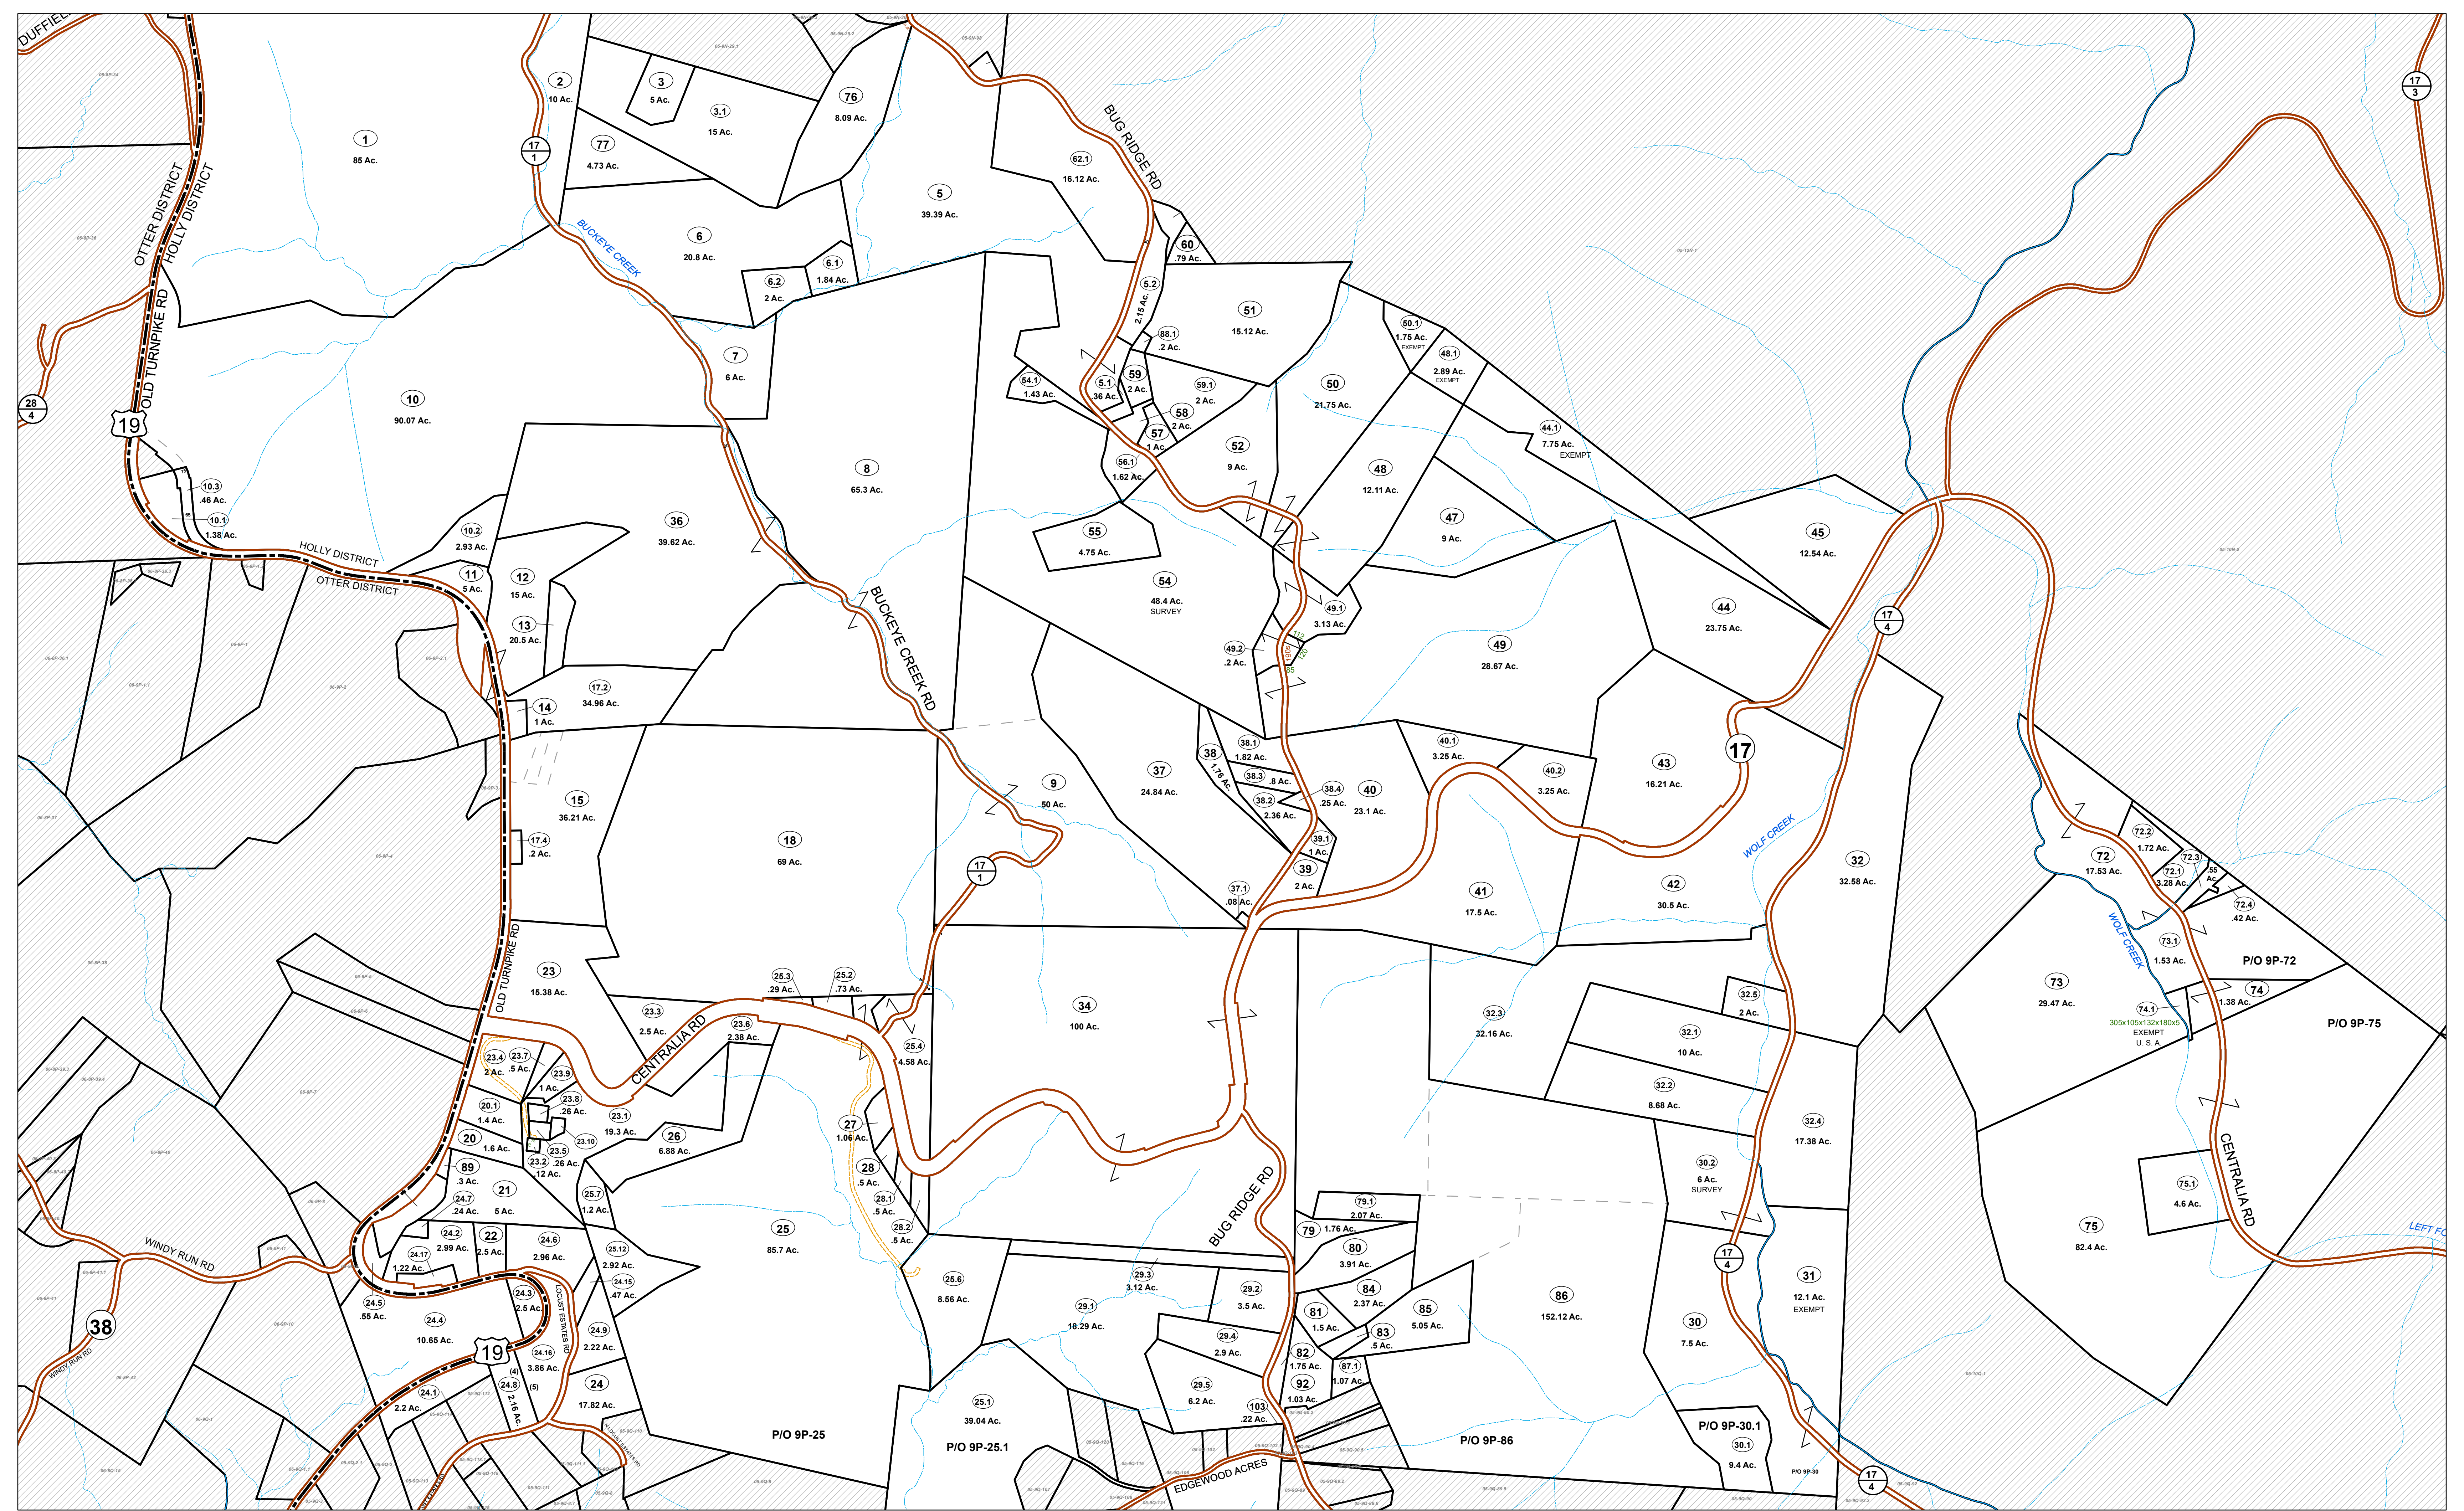 DUFFIEL
OTTER DISTRICT
HOLLY DISTRICT
OLD TURNPIKE RD
19
28
4
1
85 Ac.
2
10 Ac.
17
1
3
5 Ac.
3.1
15 Ac.
77
4.73 Ac.
76
8.09 Ac.
5
39.39 Ac.
6
20.8 Ac.
6.1
1.84 Ac.
6.2
2 Ac.
BUCKEYE CREEK
7
6 Ac.
8
65.3 Ac.
10
90.07 Ac.
10.3
.46 Ac.
10.1
1.38 Ac.
10.2
2.93 Ac.
HOLLY DISTRICT
OTTER DISTRICT
11
5 Ac.
12
15 Ac.
13
20.5 Ac.
36
39.62 Ac.
14
1 Ac.
17.2
34.96 Ac.
BUCKEYE CREEK RD
15
36.21 Ac.
17.4
.2 Ac.
18
69 Ac.
9
50 Ac.
17
1
BUG RIDGE RD
62.1
16.12 Ac.
60
.79 Ac.
5.2
2.15 Ac.
88.1
.2 Ac.
51
15.12 Ac.
54.1
1.43 Ac.
5.1
.36 Ac.
59
2 Ac.
59.1
2 Ac.
58
2 Ac.
57
1 Ac.
56.1
1.62 Ac.
52
9 Ac.
50
21.75 Ac.
50.1
1.75 Ac.
EXEMPT
48.1
2.89 Ac.
EXEMPT
44.1
7.75 Ac.
EXEMPT
48
12.11 Ac.
47
9 Ac.
45
12.54 Ac.
55
4.75 Ac.
54
48.4 Ac.
SURVEY
49.1
3.13 Ac.
49.2
.2 Ac.
112
120
85
49
28.67 Ac.
44
23.75 Ac.
17
4
17
3
37
24.84 Ac.
38
1.76 Ac.
38.1
1.82 Ac.
38.3
.8 Ac.
38.2
2.36 Ac.
38.4
.25 Ac.
39.1
1 Ac.
39
2 Ac.
37.1
.08 Ac.
40
23.1 Ac.
40.1
3.25 Ac.
40.2
3.25 Ac.
43
16.21 Ac.
17
41
17.5 Ac.
42
30.5 Ac.
WOLF CREEK
32
32.58 Ac.
72
17.53 Ac.
72.2
1.72 Ac.
72.1
3.28 Ac.
72.3
.55
Ac.
72.4
.42 Ac.
WOLF CREEK
73.1
1.53 Ac.
P/O 9P-72
73
29.47 Ac.
74
1.38 Ac.
74.1
305x105x132x180x5
EXEMPT
U. S. A.
P/O 9P-75
75.1
4.6 Ac.
75
82.4 Ac.
CENTRALIA RD
LEFT FO
OLD TURNPIKE RD
23
15.38 Ac.
23.3
2.5 Ac.
CENTRALIA RD
23.6
2.38 Ac.
25.3
.29 Ac.
25.2
.73 Ac.
25.4
4.58 Ac.
34
100 Ac.
23.4
2 Ac.
23.7
.5 Ac.
23.9
1 Ac.
23.8
.26 Ac.
23.10
23.5
.26 Ac.
23.2
.12 Ac.
23.1
19.3 Ac.
20.1
1.4 Ac.
20
1.6 Ac.
26
6.88 Ac.
27
1.06 Ac.
28
.5 Ac.
28.1
.5 Ac.
28.2
.5 Ac.
32.3
32.16 Ac.
32.5
2 Ac.
32.1
10 Ac.
32.2
8.68 Ac.
32.4
17.38 Ac.
30.2
6 Ac.
SURVEY
89
.3 Ac.
24.7
.24 Ac.
21
5 Ac.
25.7
1.2 Ac.
25
85.7 Ac.
24.2
2.99 Ac.
22
2.5 Ac.
24.6
2.96 Ac.
25.12
2.92 Ac.
24.15
.47 Ac.
24.17
1.22 Ac.
24.5
.55 Ac.
24.3
2.5 Ac.
LOCUST ESTATES RD
24.4
10.65 Ac.
24.9
2.22 Ac.
WINDY RUN RD
38
WINDY RUN RD
19
24.16
3.86 Ac.
(4)
(5)
24.8
2.16 Ac.
24.1
2.2 Ac.
24
17.82 Ac.
P/O 9P-25
25.6
8.56 Ac.
25.1
39.04 Ac.
P/O 9P-25.1
BUG RIDGE RD
29.3
3.12 Ac.
29.1
18.29 Ac.
29.2
3.5 Ac.
29.4
2.9 Ac.
29.5
6.2 Ac.
103
.22 Ac.
EDGEWOOD ACRES
79.1
2.07 Ac.
79
1.76 Ac.
80
3.91 Ac.
84
2.37 Ac.
81
1.5 Ac.
85
5.05 Ac.
83
.5 Ac.
82
1.75 Ac.
87.1
1.07 Ac.
92
1.03 Ac.
86
152.12 Ac.
P/O 9P-86
17
4
30
7.5 Ac.
31
12.1 Ac.
EXEMPT
P/O 9P-30.1
30.1
9.4 Ac.
P/O 9P-30
17
4